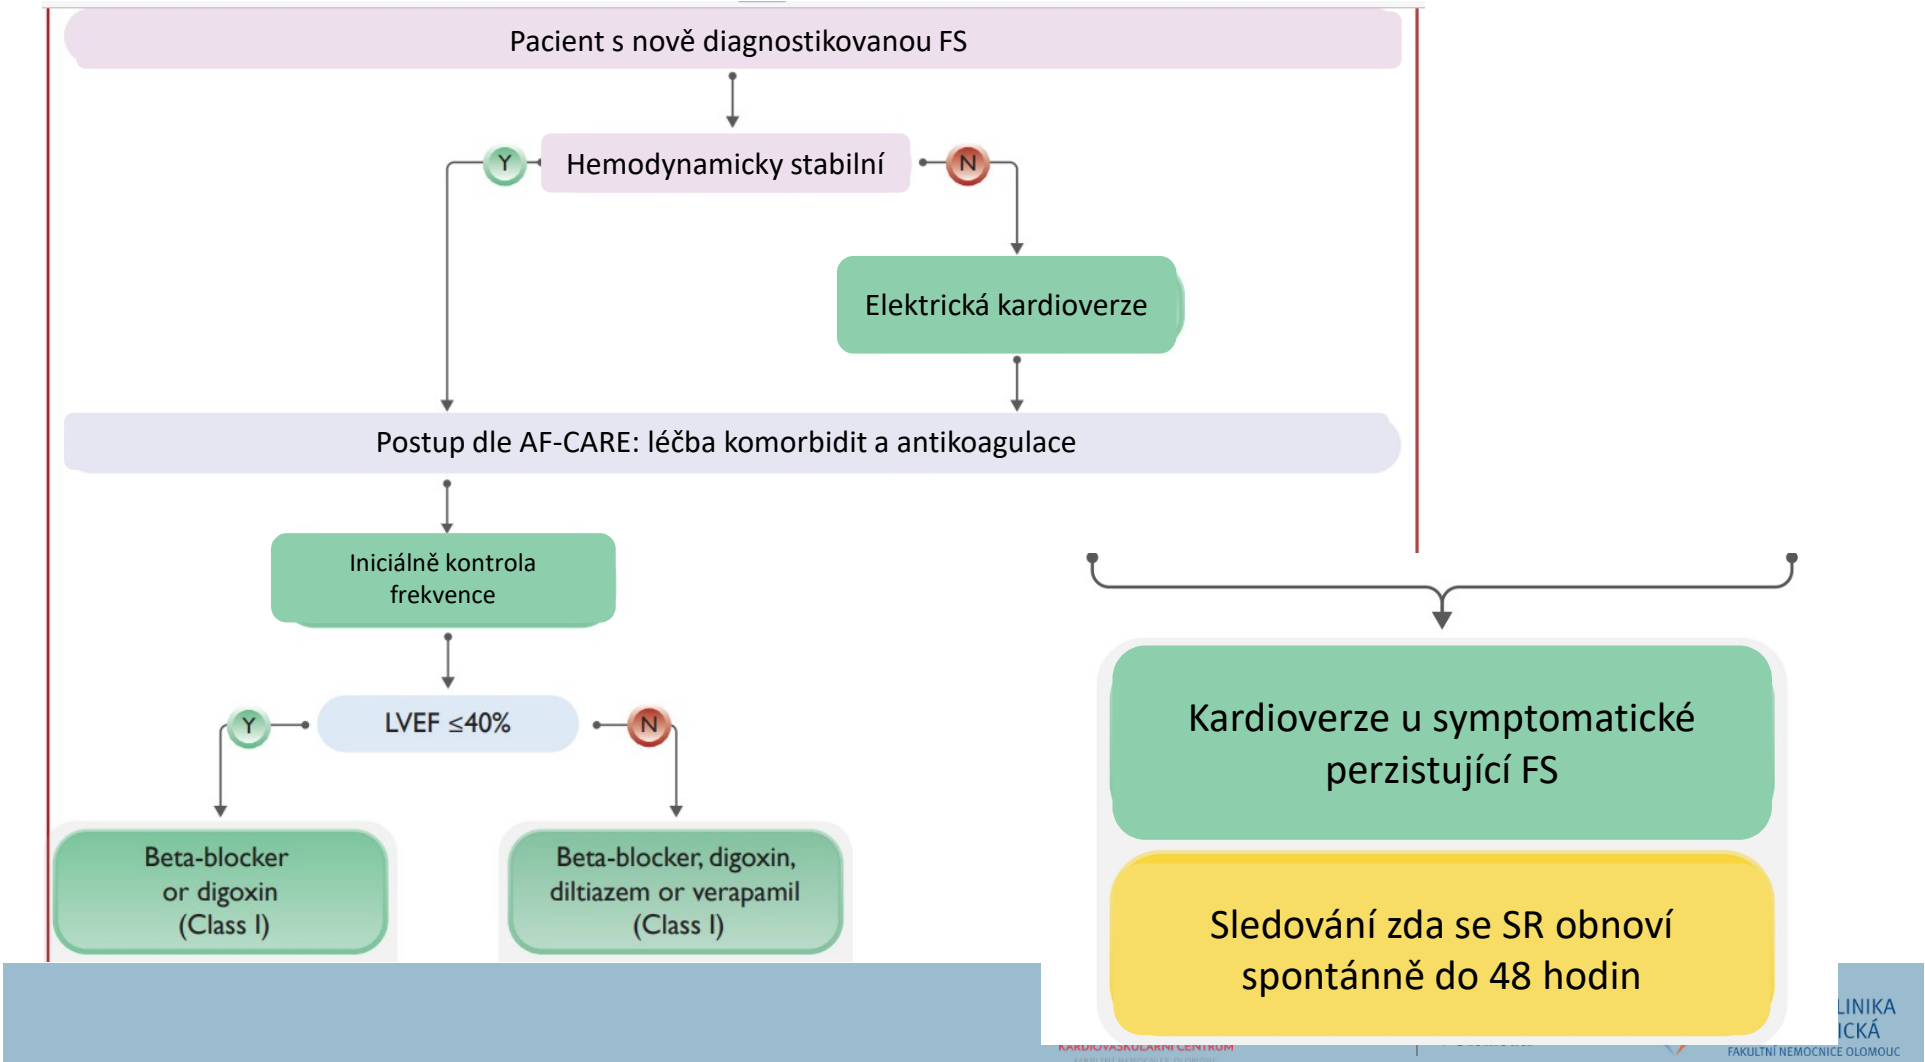 Pacient s nově diagnostikovanou FS
Y
Hemodynamicky stabilní
N
Elektrická kardioverze
Postup dle AF-CARE: léčba komorbidit a antikoagulace
Iniciálně kontrola
frekvence
Y
LVEF ≤40%
N
Beta-blocker
or digoxin
(Class I)
Beta-blocker, digoxin,
diltiazem or verapamil
(Class I)
Kardioverze u symptomatické
perzistující FS
Sledování zda se SR obnoví
spontánně do 48 hodin
KARDIOVASKULÁRNÍ CENTRUM
LINIKA
ICKÁ
FAKULTNÍ NEMOCNICE OLOMOUC